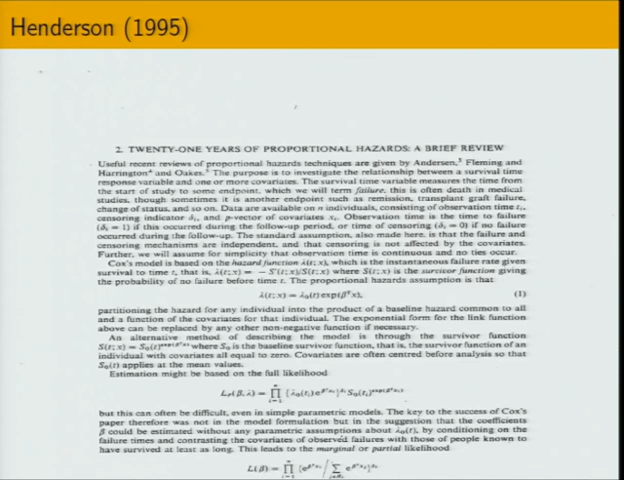 Henderson (1995)
2. TWENTY-ONE YEARS OF PROPORTIONAL HAZARDS: A BRIEF REVIEW
Useful recent reviews of proportional hazards techniques are given by Andersen,³ Fleming and
Harrington⁴ and Oakes.⁵ The purpose is to investigate the relationship between a survival time
response variable and one or more covariates. The survival time variable measures the time from
the start of study to some endpoint, which we will term failure, this is often death in medical
studies, though sometimes it is another endpoint such as remission, transplant graft failure,
change of status, and so on. Data are available on n individuals, consisting of observation time tᵢ,
censoring indicator δᵢ, and p-vector of covariates xᵢ. Observation time is the time to failure
(δᵢ = 1) if this occurred during the follow-up period, or time of censoring (δᵢ = 0) if no failure
occurred during the follow-up. The standard assumption, also made here, is that the failure and
censoring mechanisms are independent, and that censoring is not affected by the covariates.
Further, we will assume for simplicity that observation time is continuous and no ties occur.
Cox's model is based on the hazard function λ(t; x), which is the instantaneous failure rate given
survival to time t, that is, λ(t; x) = − S′(t; x)/S(t; x) where S(t; x) is the survivor function giving
the probability of no failure before time t. The proportional hazards assumption is that
λ(t; x) = λ₀(t) exp(βᵀx), (1)
partitioning the hazard for any individual into the product of a baseline hazard common to all
and a function of the covariates for that individual. The exponential form for the link function
above can be replaced by any other non-negative function if necessary.
An alternative method of describing the model is through the survivor function
where S₀ is the baseline survivor function, that is, the survivor function of an
individual with covariates all equal to zero. Covariates are often centred before analysis so that
S₀(t) applies at the mean values.
Estimation might be based on the full likelihood
but this can often be difficult, even in simple parametric models. The key to the success of Cox's
paper therefore was not in the model formulation but in the suggestion that the coefficients
β could be estimated without any parametric assumptions about λ₀(t), by conditioning on the
failure times and contrasting the covariates of observed failures with those of people known to
have survived at least as long. This leads to the marginal or partial likelihood